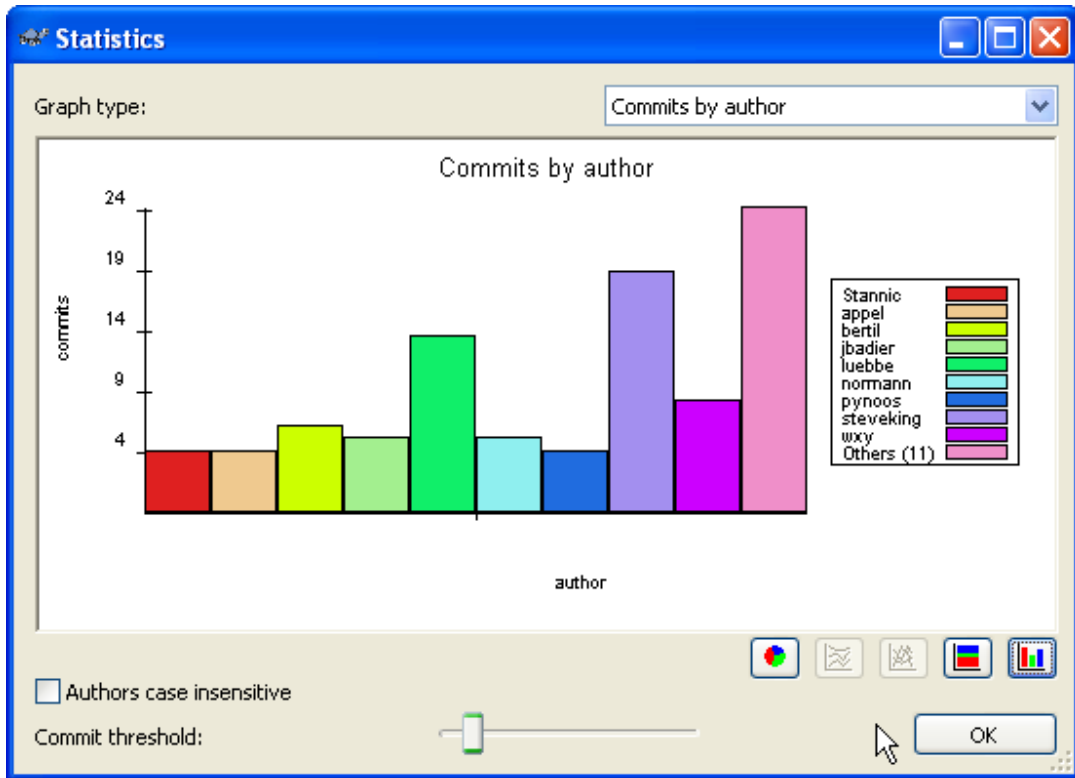 Statistics
Graph type: Commits by author
Commits by author
24
19
14
9
4
commits
author
Stannic
appel
bertil
jbadier
luebbe
normann
pynoos
steveking
wxy
Others (11)
Authors case insensitive
Commit threshold:
OK